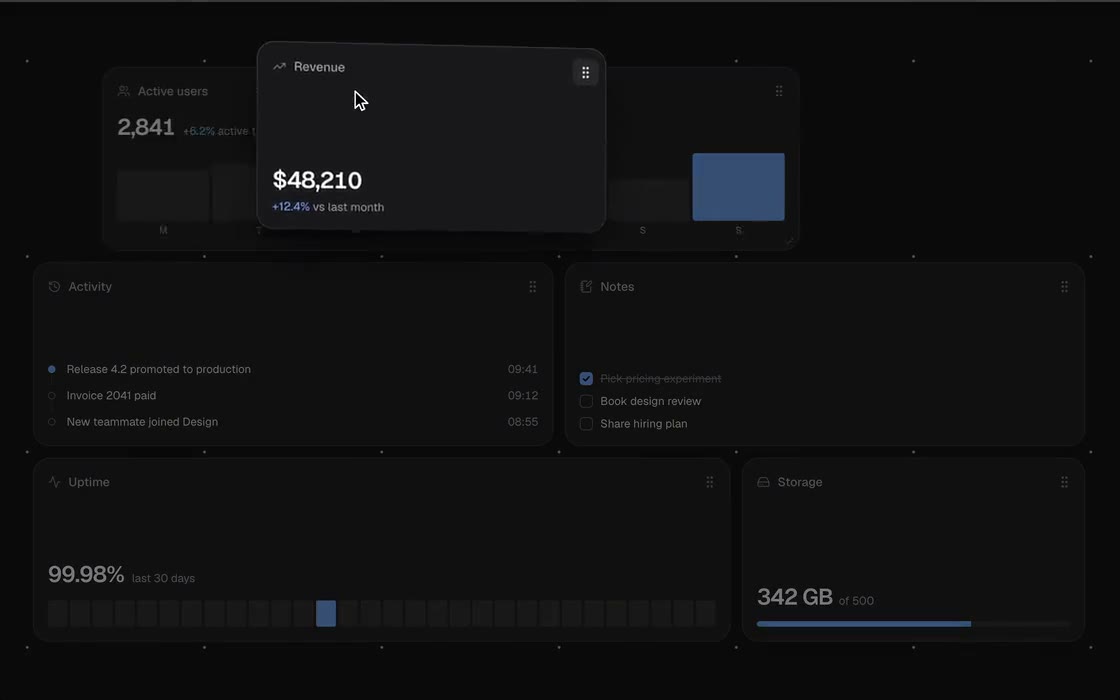 Revenue
$48,210
+12.4% vs last month
Active users
2,841 +6.2% active t
M T S S
Activity
Release 4.2 promoted to production 09:41
Invoice 2041 paid 09:12
New teammate joined Design 08:55
Notes
Pick pricing experiment
Book design review
Share hiring plan
Uptime
99.98% last 30 days
Storage
342 GB of 500